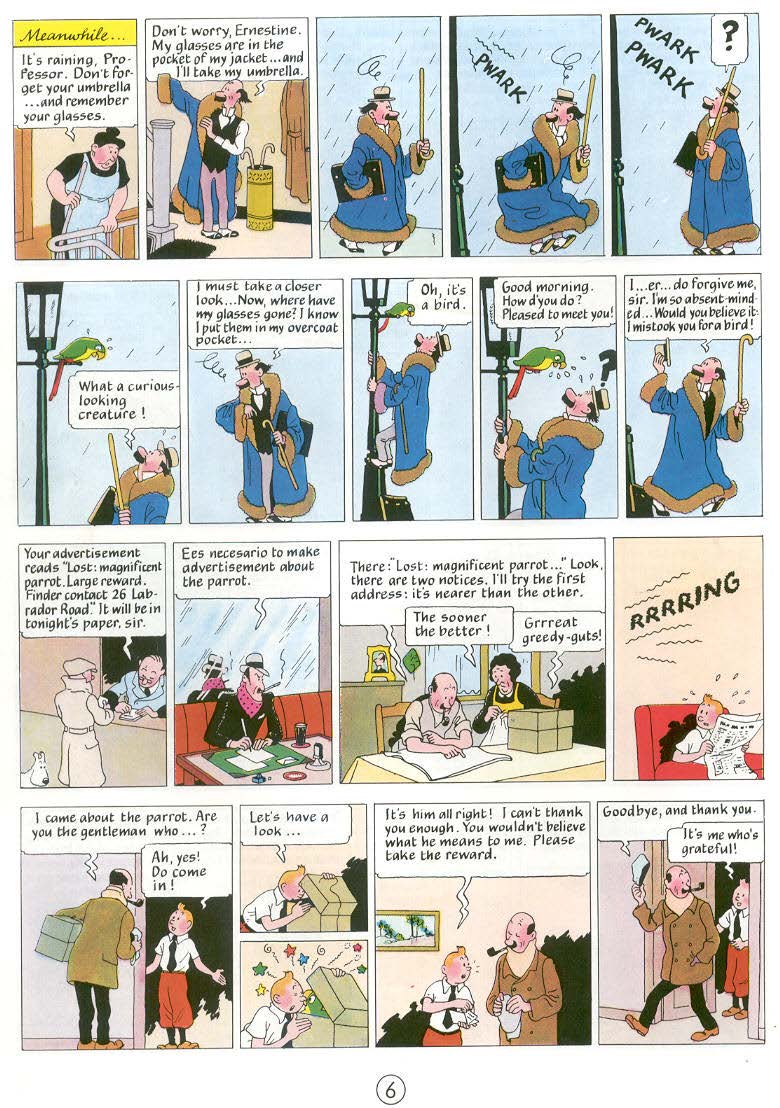 Meanwhile...
It's raining, Pro-
fessor. Don't for-
get your umbrella
...and remember
your glasses.
Don't worry, Ernestine.
My glasses are in the
pocket of my jacket...and
I'll take my umbrella.
PWARK
PWARK
PWARK
?
What a curious-
looking
creature!
I must take a closer
look...Now, where have
my glasses gone? I know
I put them in my overcoat
pocket...
Oh, it's
a bird.
Good morning.
How d'you do?
Pleased to meet you!
?
I...er...do forgive me,
sir. I'm so absent-mind-
ed...Would you believe it:
I mistook you for a bird!
Your advertisement
reads "Lost: magnificent
parrot. Large reward.
Finder contact 26 Lab-
rador Road." It will be in
tonight's paper, sir.
Ees necesario to make
advertisement about
the parrot.
There: "Lost: magnificent parrot..." Look,
there are two notices. I'll try the first
address: it's nearer than the other.
The sooner
the better!
Grrreat
greedy-guts!
RRRRING
I came about the parrot. Are
you the gentleman who...?
Ah, yes!
Do come
in!
Let's have a
look...
It's him all right! I can't thank
you enough. You wouldn't believe
what he means to me. Please
take the reward.
Goodbye, and thank you.
It's me who's
grateful!
6